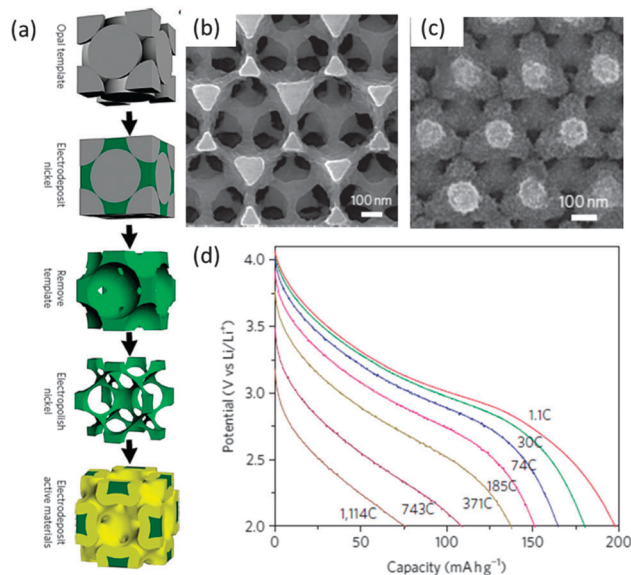 (a)
Opal template
Electrodeposit
nickel
Remove
template
Electropolish
nickel
Electrodeposit
active materials
(b)
100 nm
(c)
100 nm
(d)
Potential (V vs Li/Li⁺)
4.0
3.5
3.0
2.5
2.0
1.1C
30C
74C
185C
371C
743C
1,114C
0
50
100
150
200
Capacity (mA h g⁻¹)